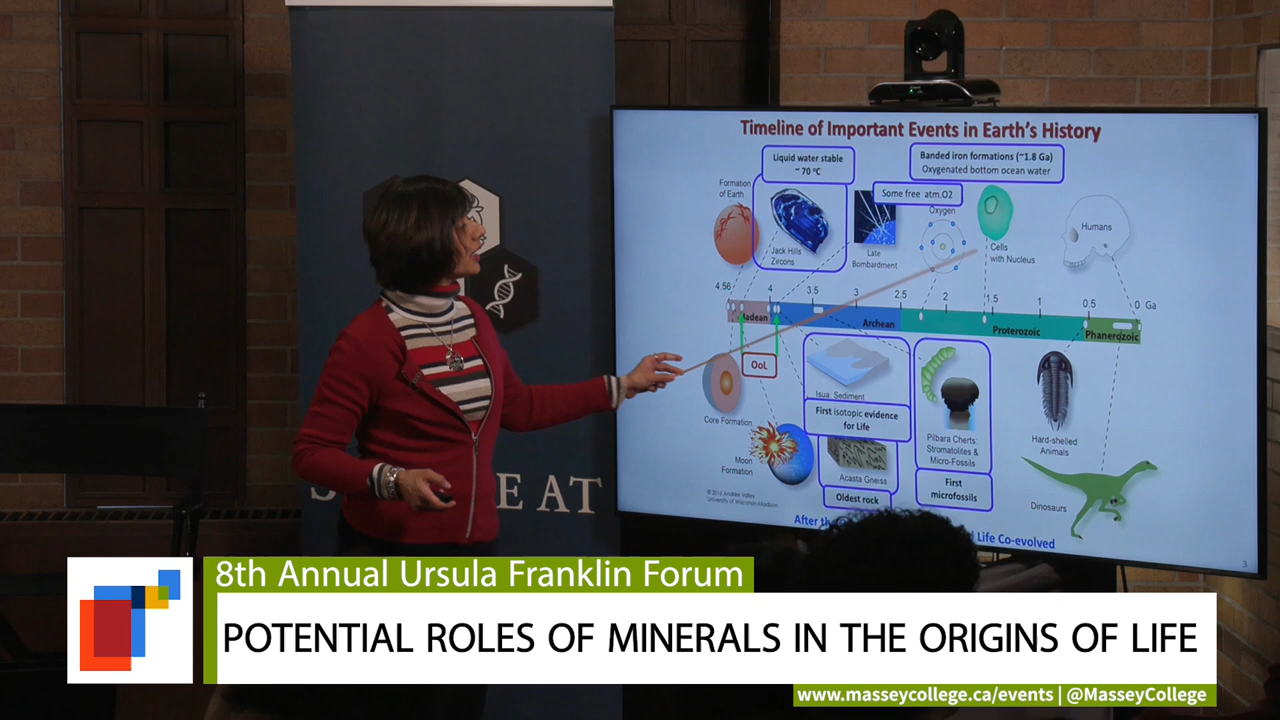 Timeline of Important Events in Earth's History
Liquid water stable
~ 70 °C
Banded iron formations (~1.8 Ga)
Oxygenated bottom ocean water
Some free atm.O2
Formation
of Earth
Oxygen
Humans
Jack Hills
Zircons
Late
Bombardment
Cells
with Nucleus
4.56
4
3.5
3
2.5
2
1.5
1
0.5
0 Ga
Archean
Proterozoic
Phanerozoic
OoL
Isua: Sediment
First isotopic evidence
for Life
Core Formation
Moon
Formation
Acasta Gneiss
Oldest rock
Pilbara Cherts:
Stromatolites &
Micro-Fossils
First
microfossils
Hard-shelled
Animals
Dinosaurs
University of Wisconsin-Madison
After
Life Co-evolved
3
S
E AT
8th Annual Ursula Franklin Forum
POTENTIAL ROLES OF MINERALS IN THE ORIGINS OF LIFE
www.masseycollege.ca/events | @MasseyCollege